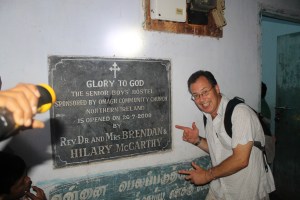 GLORY TO GOD
THE SENIOR BOYS HOSTEL
SPONSORED BY OMAGH COMMUNITY CHURCH
NORTHERN IRELAND
IS OPENED ON 26-7-2006
BY
REV. DR. AND MRS BRENDAN &
HILARY MCCARTHY